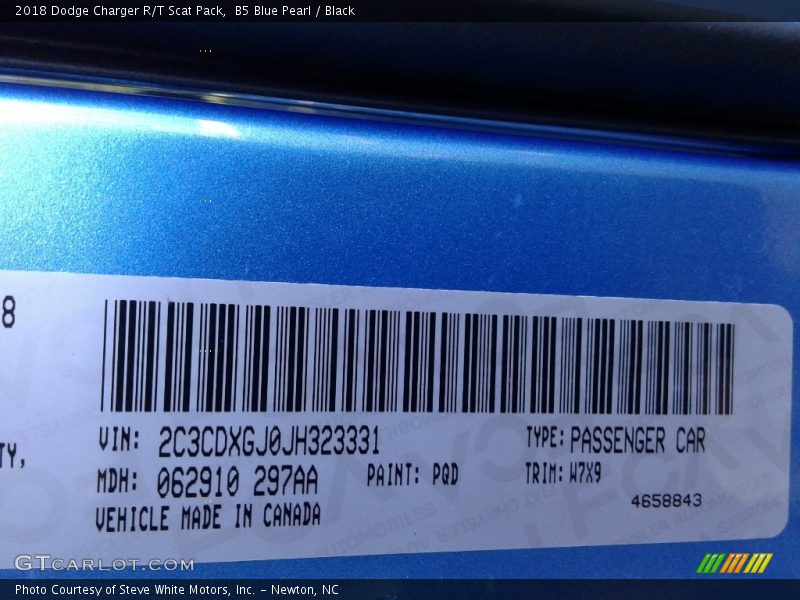 2018 Dodge Charger R/T Scat Pack,  B5 Blue Pearl / Black
8
VIN: 2C3CDXGJ0JH323331 TYPE: PASSENGER CAR
TY,
MDH: 062910 297AA PAINT: PQD TRIM: W7X9
4658843
VEHICLE MADE IN CANADA
GTCARLOT.COM
Photo Courtesy of Steve White Motors, Inc. – Newton, NC